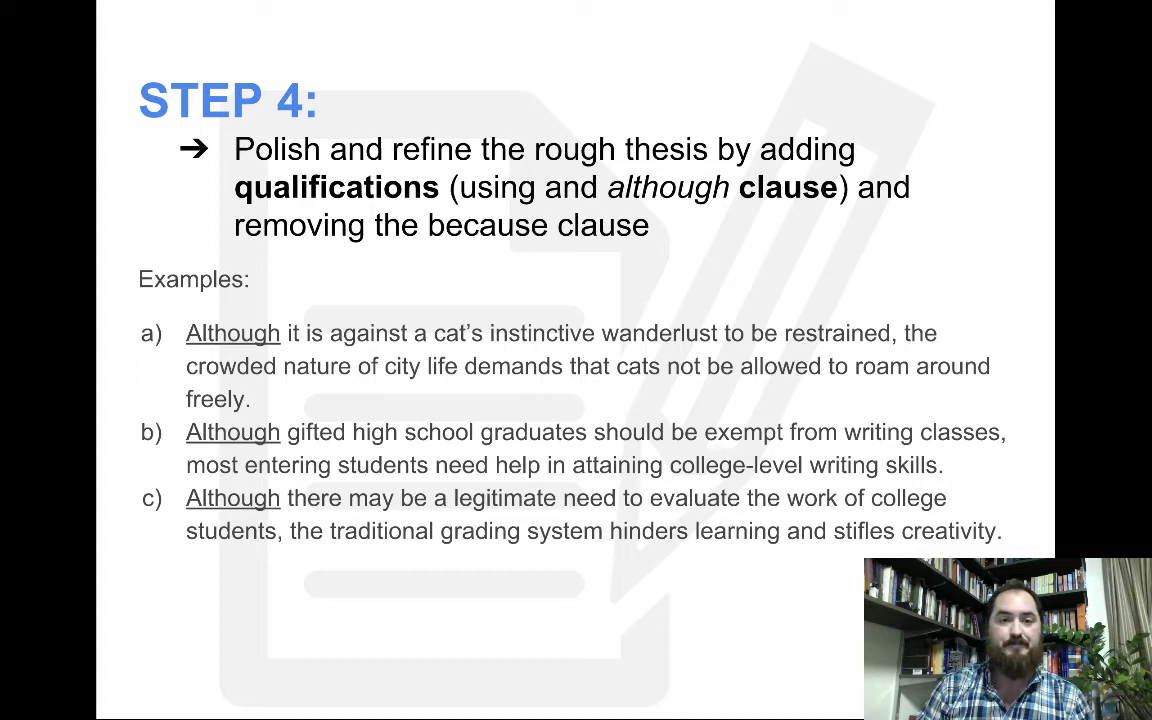 STEP 4:
➔ Polish and refine the rough thesis by adding
qualifications (using and although clause) and
removing the because clause
Examples:
a) Although it is against a cat’s instinctive wanderlust to be restrained, the
crowded nature of city life demands that cats not be allowed to roam around
freely.
b) Although gifted high school graduates should be exempt from writing classes,
most entering students need help in attaining college-level writing skills.
c) Although there may be a legitimate need to evaluate the work of college
students, the traditional grading system hinders learning and stifles creativity.